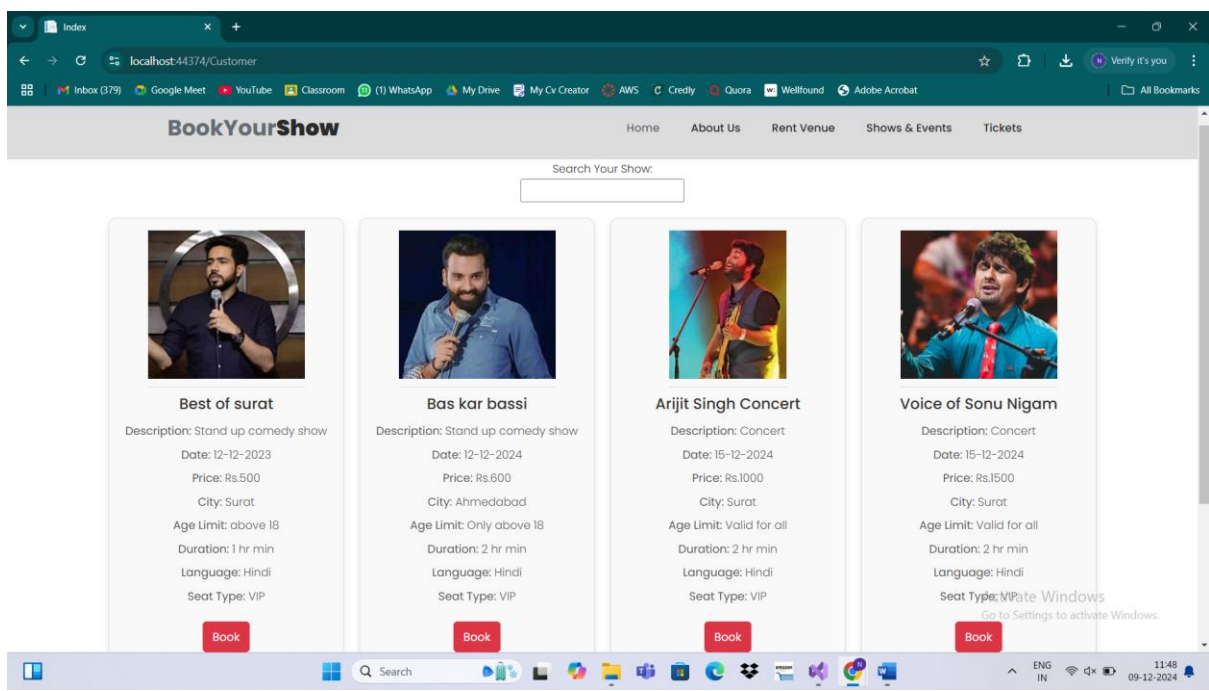 Index
localhost:44374/Customer
Verify it's you
Inbox (379) Google Meet YouTube Classroom (1) WhatsApp My Drive My Cv Creator AWS Credly Quora Wellfound Adobe Acrobat All Bookmarks
BookYourShow Home About Us Rent Venue Shows & Events Tickets
Search Your Show:
Best of surat
Description: Stand up comedy show
Date: 12-12-2023
Price: Rs.500
City: Surat
Age Limit: above 18
Duration: 1 hr min
Language: Hindi
Seat Type: VIP
Book
Bas kar bassi
Description: Stand up comedy show
Date: 12-12-2024
Price: Rs.600
City: Ahmedabad
Age Limit: Only above 18
Duration: 2 hr min
Language: Hindi
Seat Type: VIP
Book
Arijit Singh Concert
Description: Concert
Date: 15-12-2024
Price: Rs.1000
City: Surat
Age Limit: Valid for all
Duration: 2 hr min
Language: Hindi
Seat Type: VIP
Book
Voice of Sonu Nigam
Description: Concert
Date: 15-12-2024
Price: Rs.1500
City: Surat
Age Limit: Valid for all
Duration: 2 hr min
Language: Hindi
Seat Type: VIP
Book
Activate Windows
Go to Settings to activate Windows.
Search
ENG
IN
11:48
09-12-2024